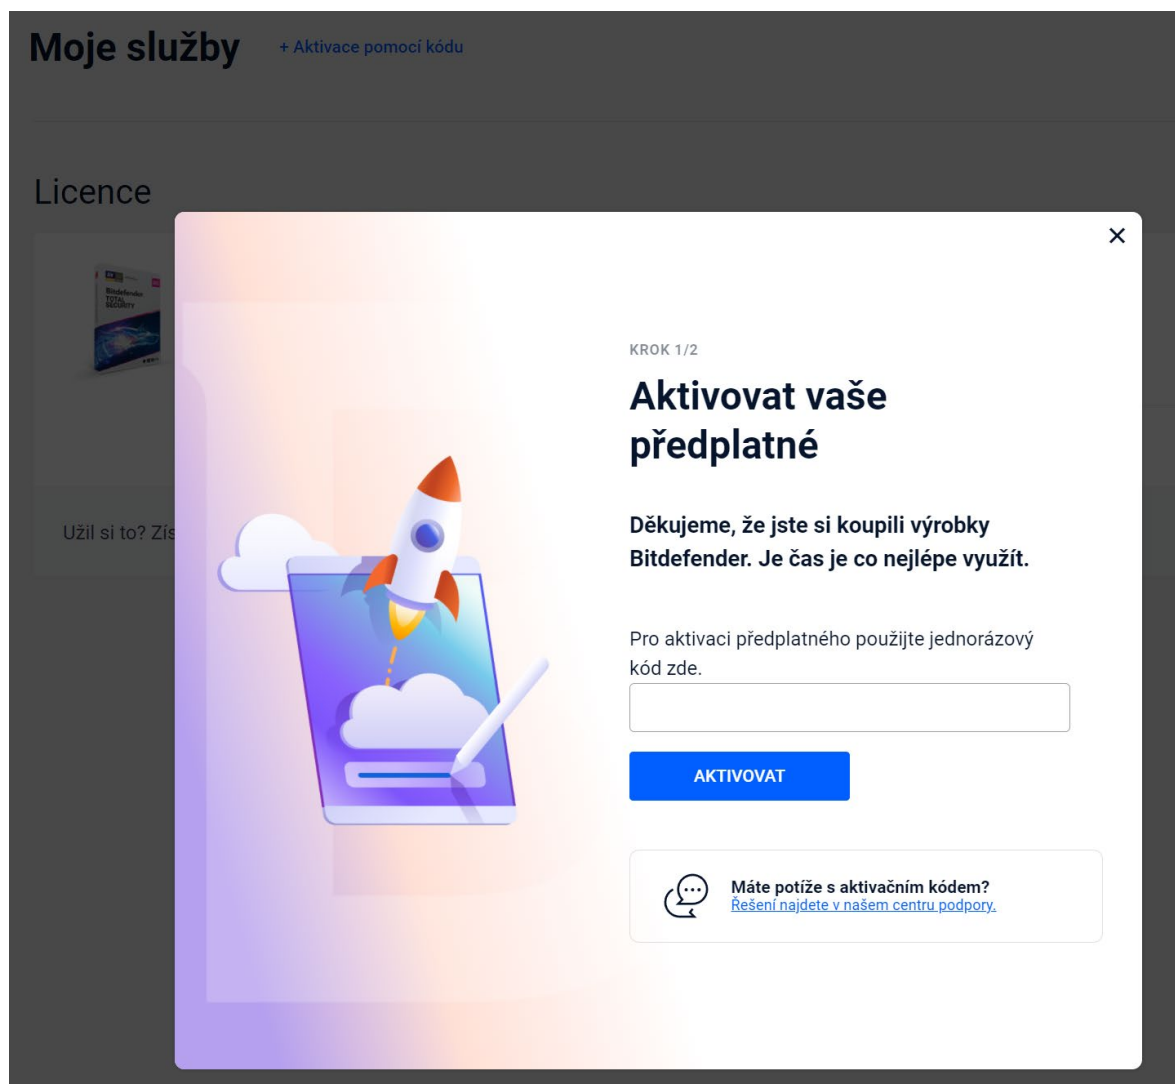 Moje služby
+ Aktivace pomocí kódu
Licence
Bitdefender
TOTAL
SECURITY
Užil si to? Zís
KROK 1/2
Aktivovat vaše
předplatné
Děkujeme, že jste si koupili výrobky
Bitdefender. Je čas je co nejlépe využít.
Pro aktivaci předplatného použijte jednorázový
kód zde.
AKTIVOVAT
Máte potíže s aktivačním kódem?
Řešení najdete v našem centru podpory.